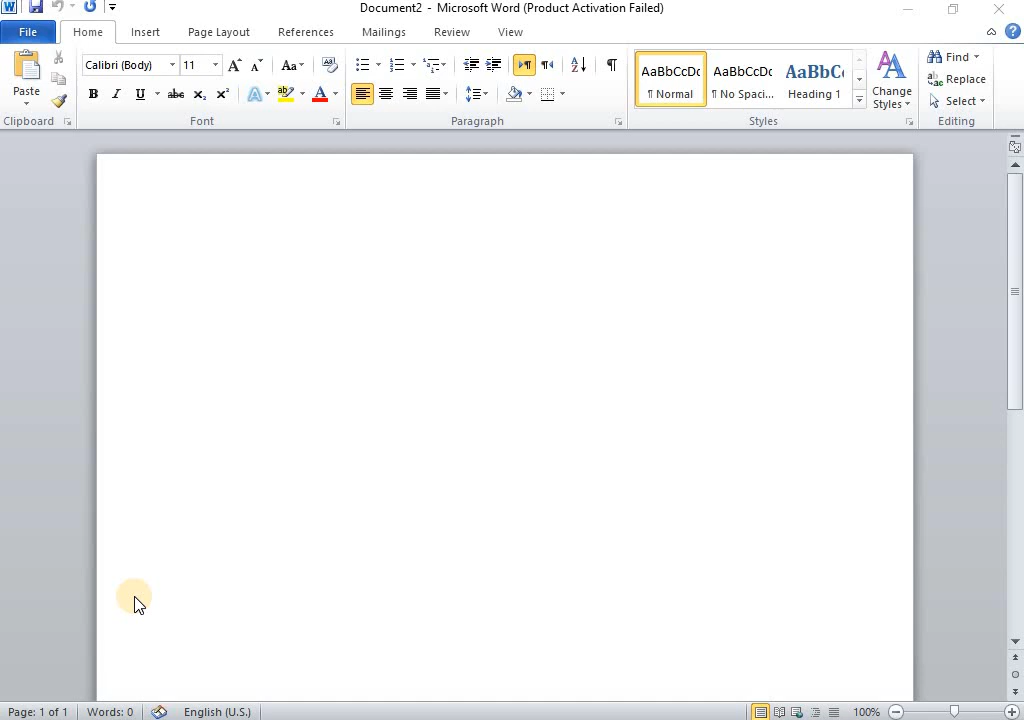 Document2 - Microsoft Word (Product Activation Failed)
File Home Insert Page Layout References Mailings Review View
Calibri (Body) 11 Aa
AaBbCcDc AaBbCcDc AaBbC
¶ Normal ¶ No Spaci... Heading 1
Paste
B I U abc x₂ x² A ab A
Change
Styles
Find
Replace
Select
Clipboard Font Paragraph Styles Editing
Page: 1 of 1 Words: 0 English (U.S.) 100%